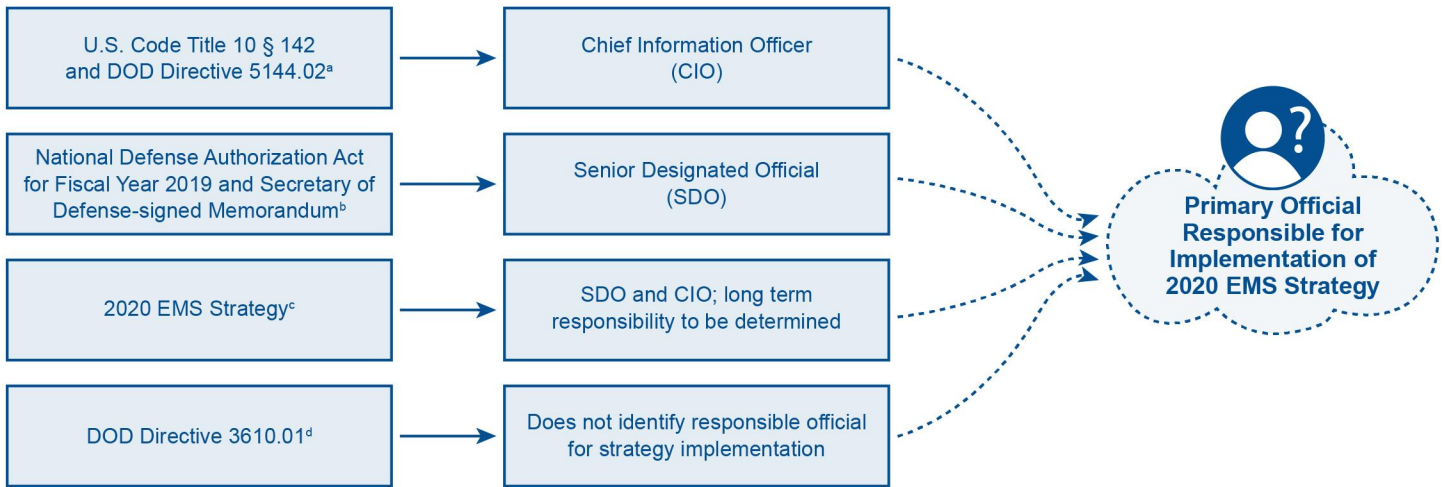 U.S. Code Title 10 § 142
and DOD Directive 5144.02ᵃ
Chief Information Officer
(CIO)
National Defense Authorization Act
for Fiscal Year 2019 and Secretary of
Defense-signed Memorandumᵇ
Senior Designated Official
(SDO)
2020 EMS Strategyᶜ
SDO and CIO; long term
responsibility to be determined
DOD Directive 3610.01ᵈ
Does not identify responsible official
for strategy implementation
?
Primary Official
Responsible for
Implementation of
2020 EMS Strategy